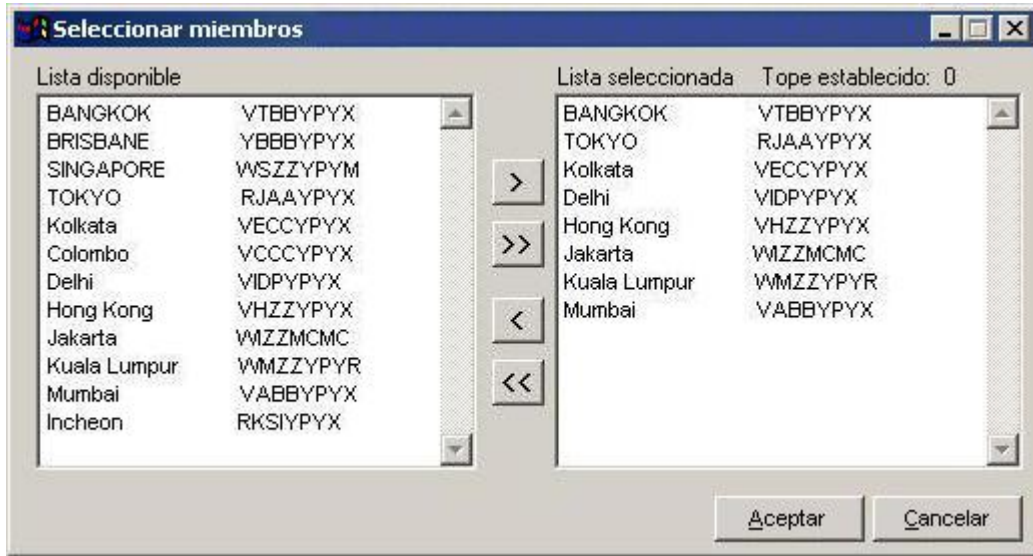 Seleccionar miembros
Lista disponible
BANGKOK VTBBYPYX
BRISBANE YBBBYPYX
SINGAPORE WSZZYPYM
TOKYO RJAAYPYX
Kolkata VECCYPYX
Colombo VCCCYPYX
Delhi VIDPYPYX
Hong Kong VHZZYPYX
Jakarta WIZZMCMC
Kuala Lumpur WMZZYPYR
Mumbai VABBYPYX
Incheon RKSIYPYX
>
>>
<
<<
Lista seleccionada Tope establecido: 0
BANGKOK VTBBYPYX
TOKYO RJAAYPYX
Kolkata VECCYPYX
Delhi VIDPYPYX
Hong Kong VHZZYPYX
Jakarta WIZZMCMC
Kuala Lumpur WMZZYPYR
Mumbai VABBYPYX
Aceptar Cancelar